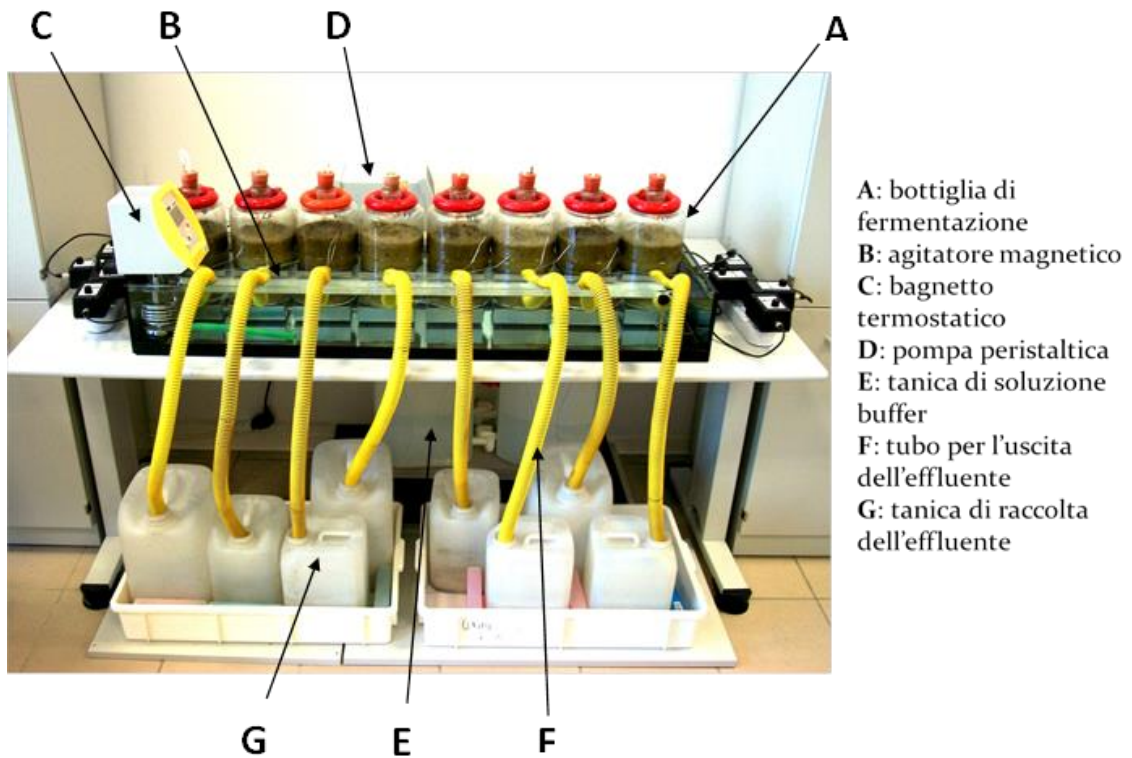 C B D A
A: bottiglia di
fermentazione
B: agitatore magnetico
C: bagnetto
termostatico
D: pompa peristaltica
E: tanica di soluzione
buffer
F: tubo per l'uscita
dell'effluente
G: tanica di raccolta
dell'effluente
G E F